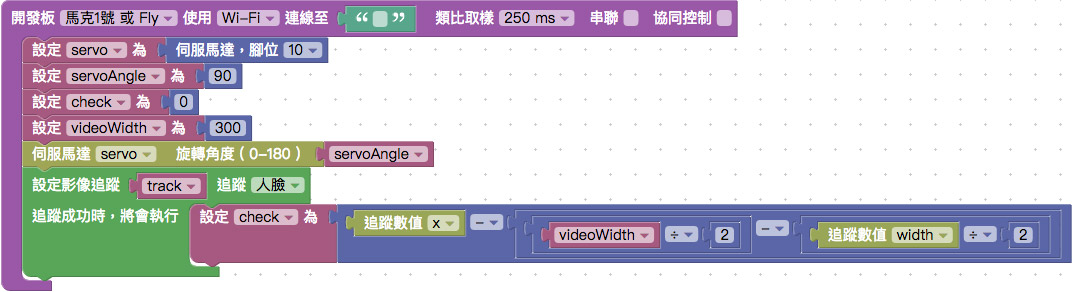 開發板 馬克1號 或 Fly 使用 Wi-Fi 連線至 “ ” 類比取樣 250 ms 串聯 協同控制
設定 servo 為 伺服馬達，腳位 10
設定 servoAngle 為 90
設定 check 為 0
設定 videoWidth 為 300
伺服馬達 servo 旋轉角度（0-180） servoAngle
設定影像追蹤 track 追蹤 人臉
追蹤成功時，將會執行 設定 check 為 追蹤數值 x - videoWidth ÷ 2 - 追蹤數值 width ÷ 2